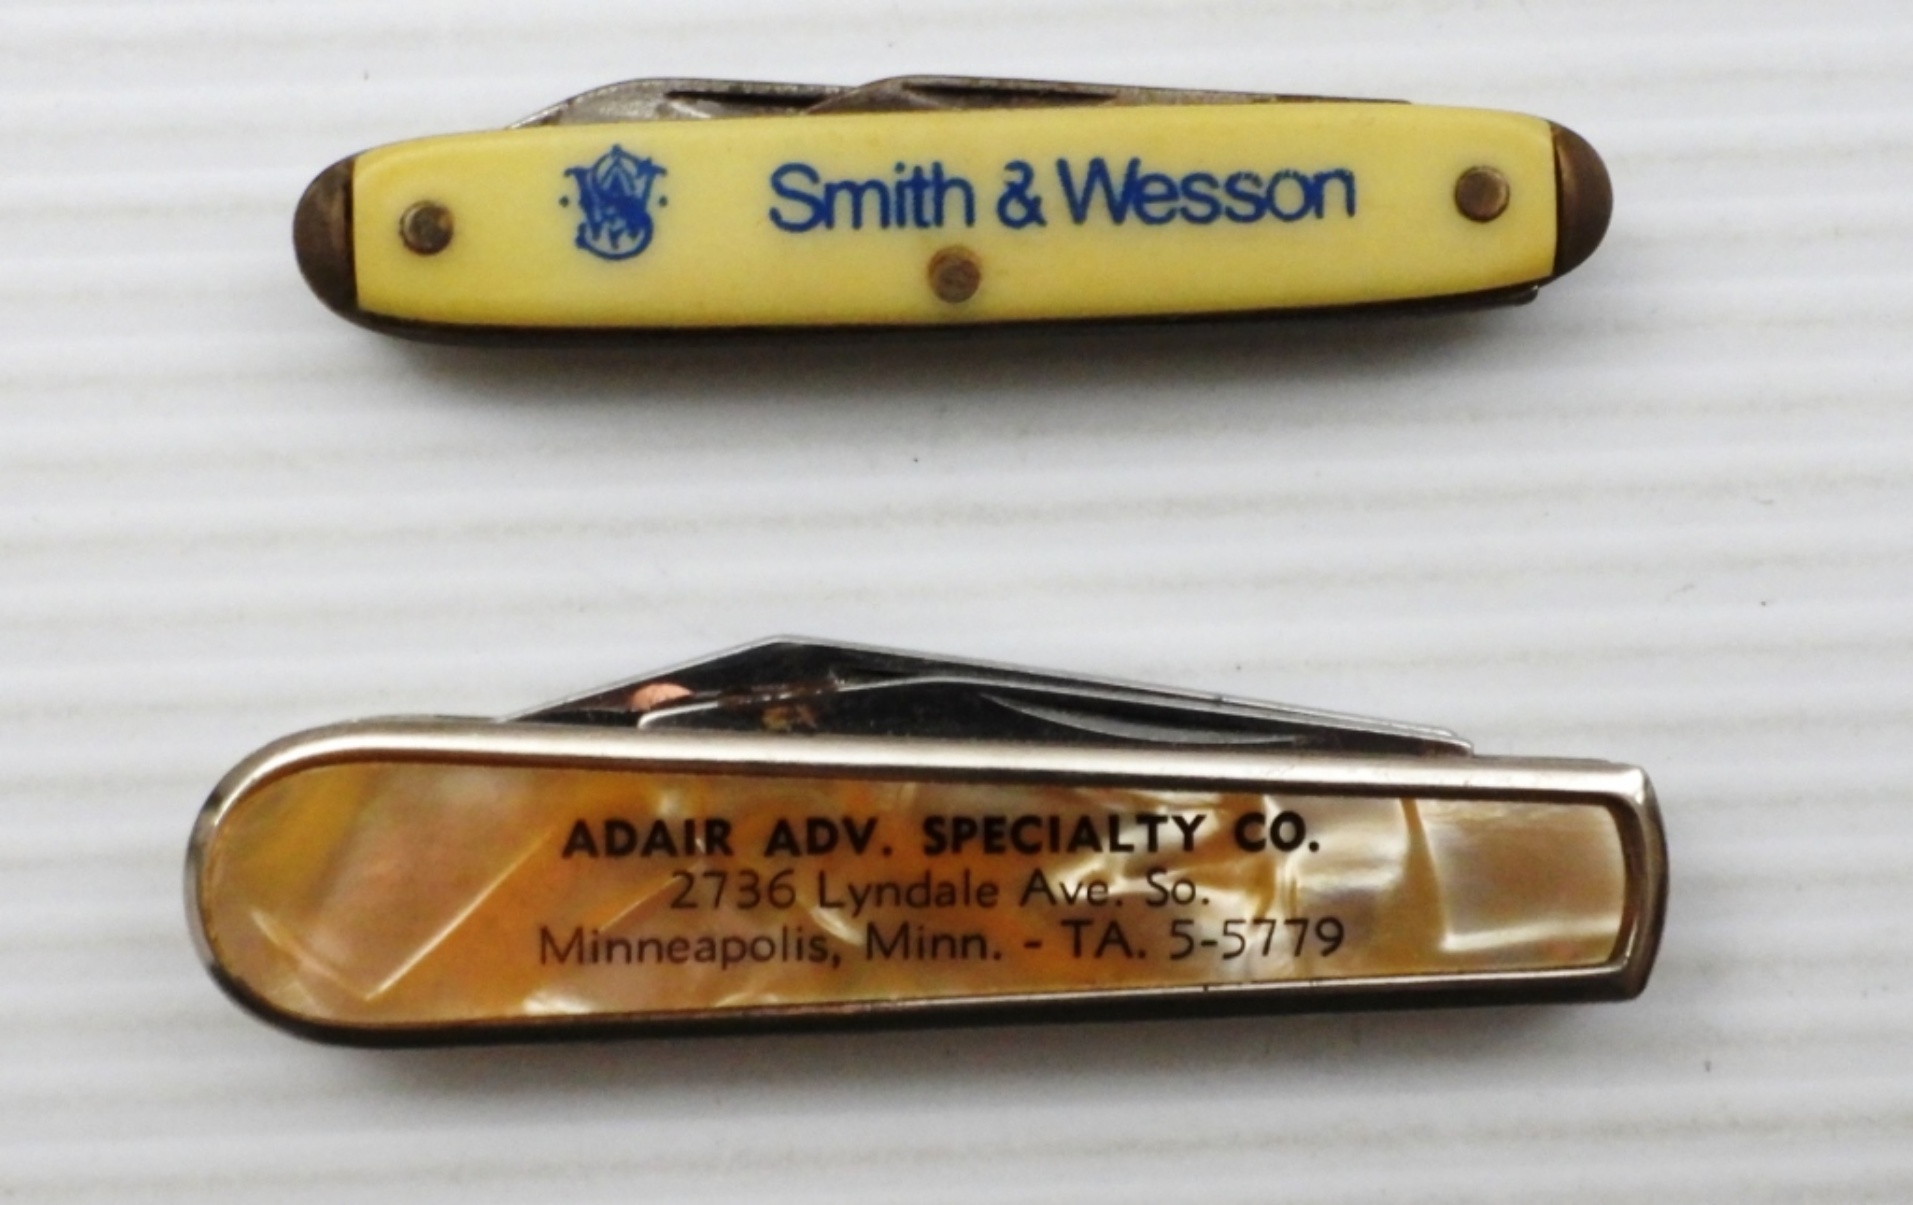 Smith & Wesson
ADAIR ADV. SPECIALTY CO.
2736 Lyndale Ave. So.
Minneapolis, Minn. - TA. 5-5779